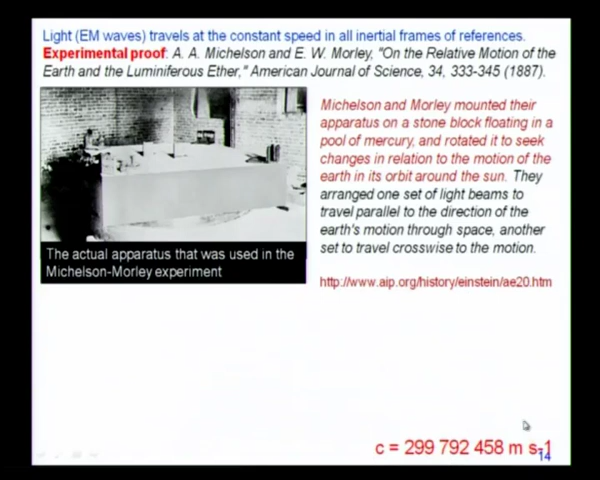 Light (EM waves) travels at the constant speed in all inertial frames of references.
Experimental proof: A. A. Michelson and E. W. Morley, "On the Relative Motion of the
Earth and the Luminiferous Ether," American Journal of Science, 34, 333-345 (1887).
Michelson and Morley mounted their
apparatus on a stone block floating in a
pool of mercury, and rotated it to seek
changes in relation to the motion of the
earth in its orbit around the sun. They
arranged one set of light beams to
travel parallel to the direction of the
earth's motion through space, another
set to travel crosswise to the motion.
The actual apparatus that was used in the
Michelson-Morley experiment
http://www.aip.org/history/einstein/ae20.htm
c = 299 792 458 m s-1
14